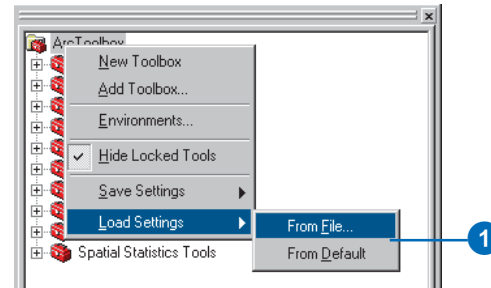 ArcToolbox
New Toolbox
Add Toolbox...
Environments...
Hide Locked Tools
Save Settings
Load Settings
From File...
From Default
Spatial Statistics Tools
1